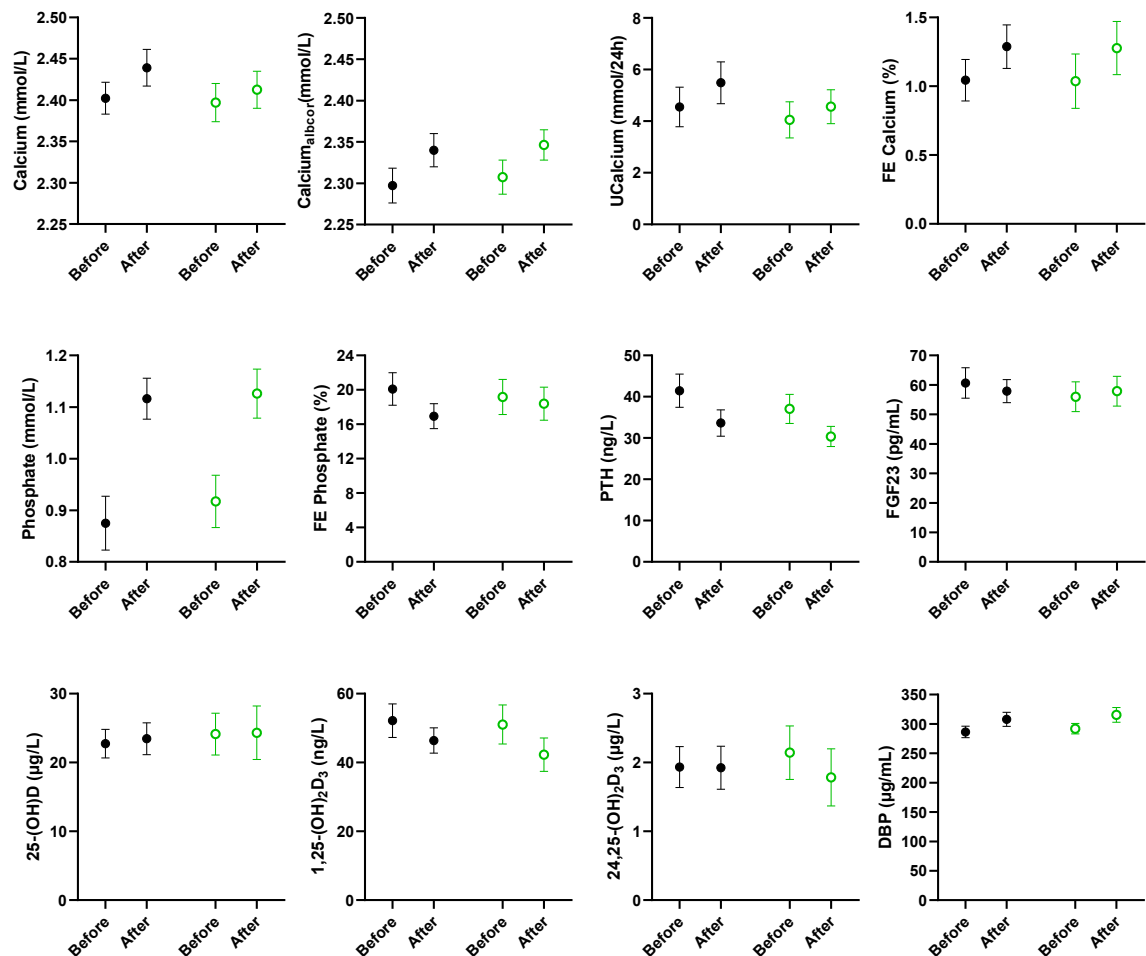 Calcium (mmol/L)
2.50
2.45
2.40
2.35
2.30
2.25
Before After Before After
Calciumalbcor(mmol/L)
2.50
2.45
2.40
2.35
2.30
2.25
Before After Before After
UCalcium (mmol/24h)
8
6
4
2
0
Before After Before After
FE Calcium (%)
1.5
1.0
0.5
0.0
Before After Before After
Phosphate (mmol/L)
1.2
1.1
1.0
0.9
0.8
Before After Before After
FE Phosphate (%)
24
20
16
12
8
4
0
Before After Before After
PTH (ng/L)
50
40
30
20
10
0
Before After Before After
FGF23 (pg/mL)
70
60
50
40
30
20
10
0
Before After Before After
25-(OH)D (µg/L)
30
20
10
0
Before After Before After
1,25-(OH)₂D₃ (ng/L)
60
40
20
0
Before After Before After
24,25-(OH)₂D₃ (µg/L)
3
2
1
0
Before After Before After
DBP (µg/mL)
350
300
250
200
150
100
50
0
Before After Before After